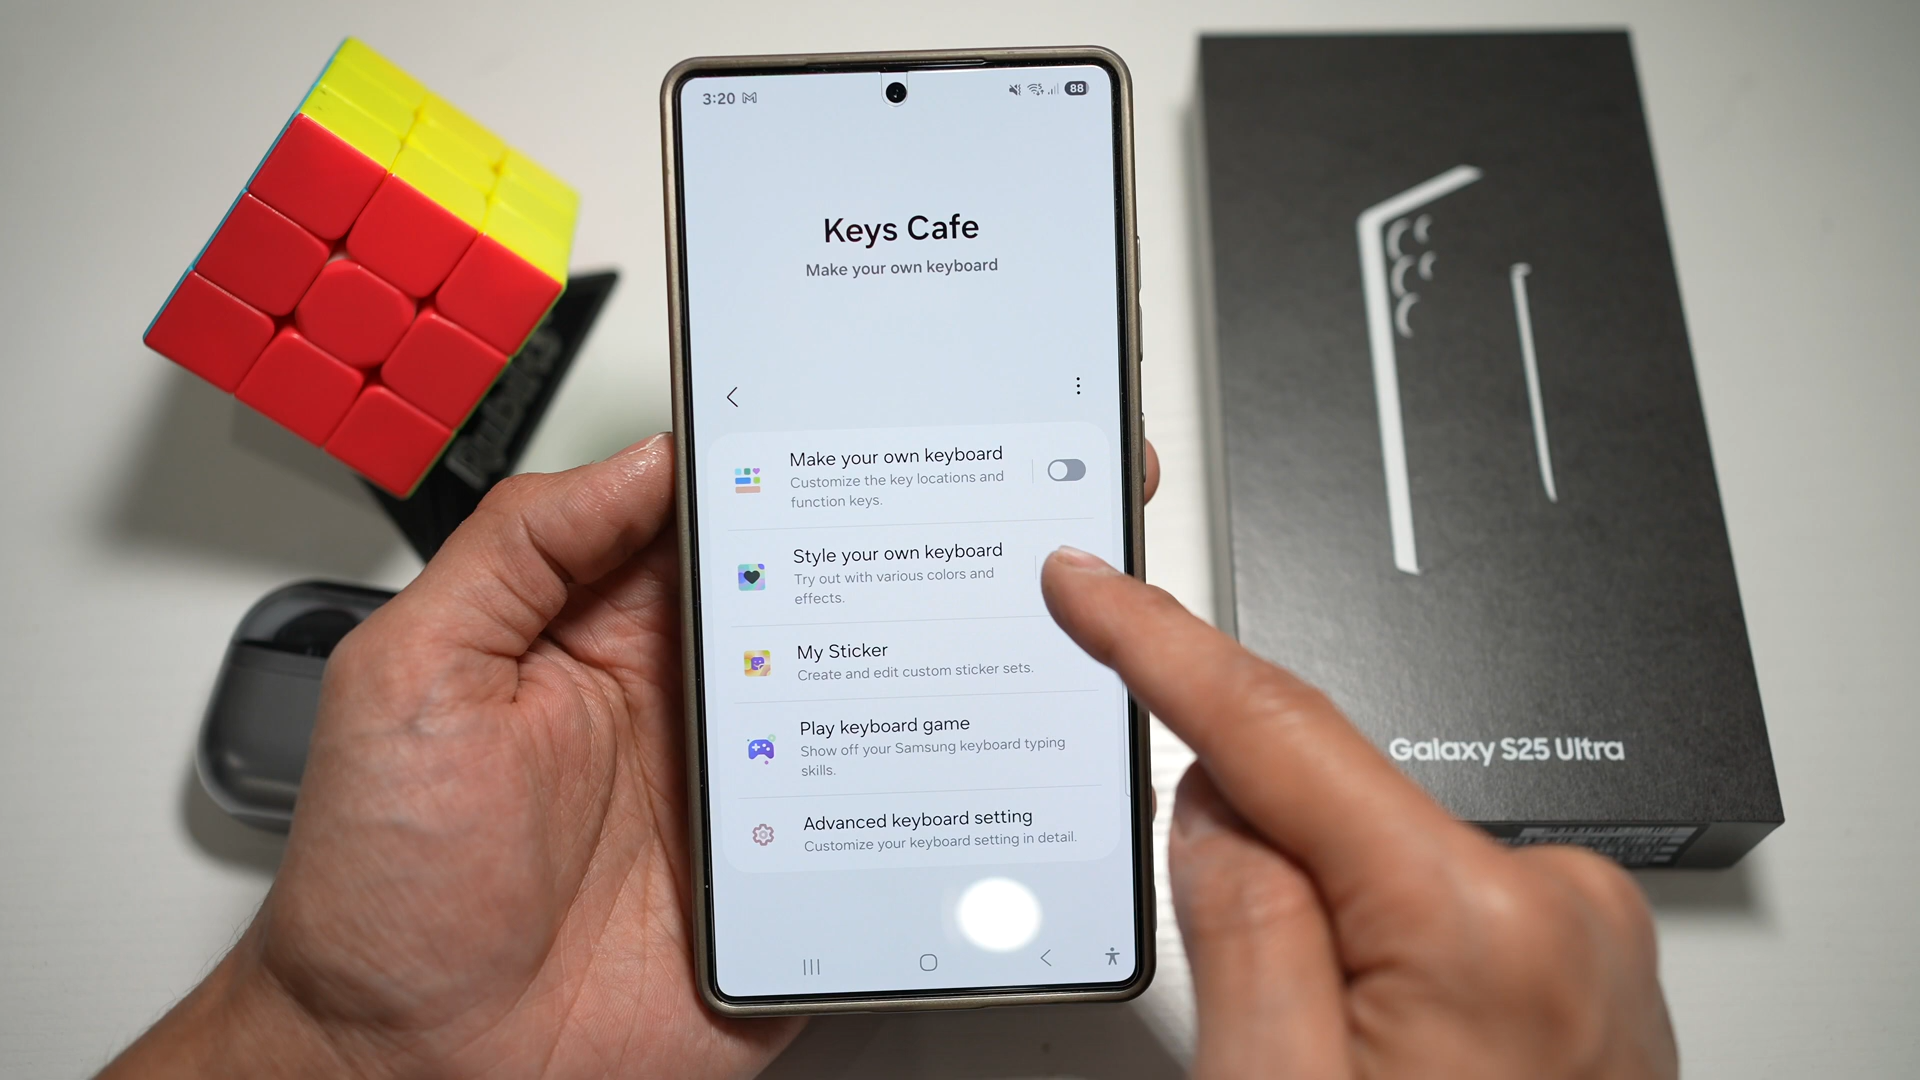 3:20
88
Keys Cafe
Make your own keyboard
Make your own keyboard
Customize the key locations and
function keys.
Style your own keyboard
Try out with various colors and
effects.
My Sticker
Create and edit custom sticker sets.
Play keyboard game
Show off your Samsung keyboard typing
skills.
Advanced keyboard setting
Customize your keyboard setting in detail.
Galaxy S25 Ultra